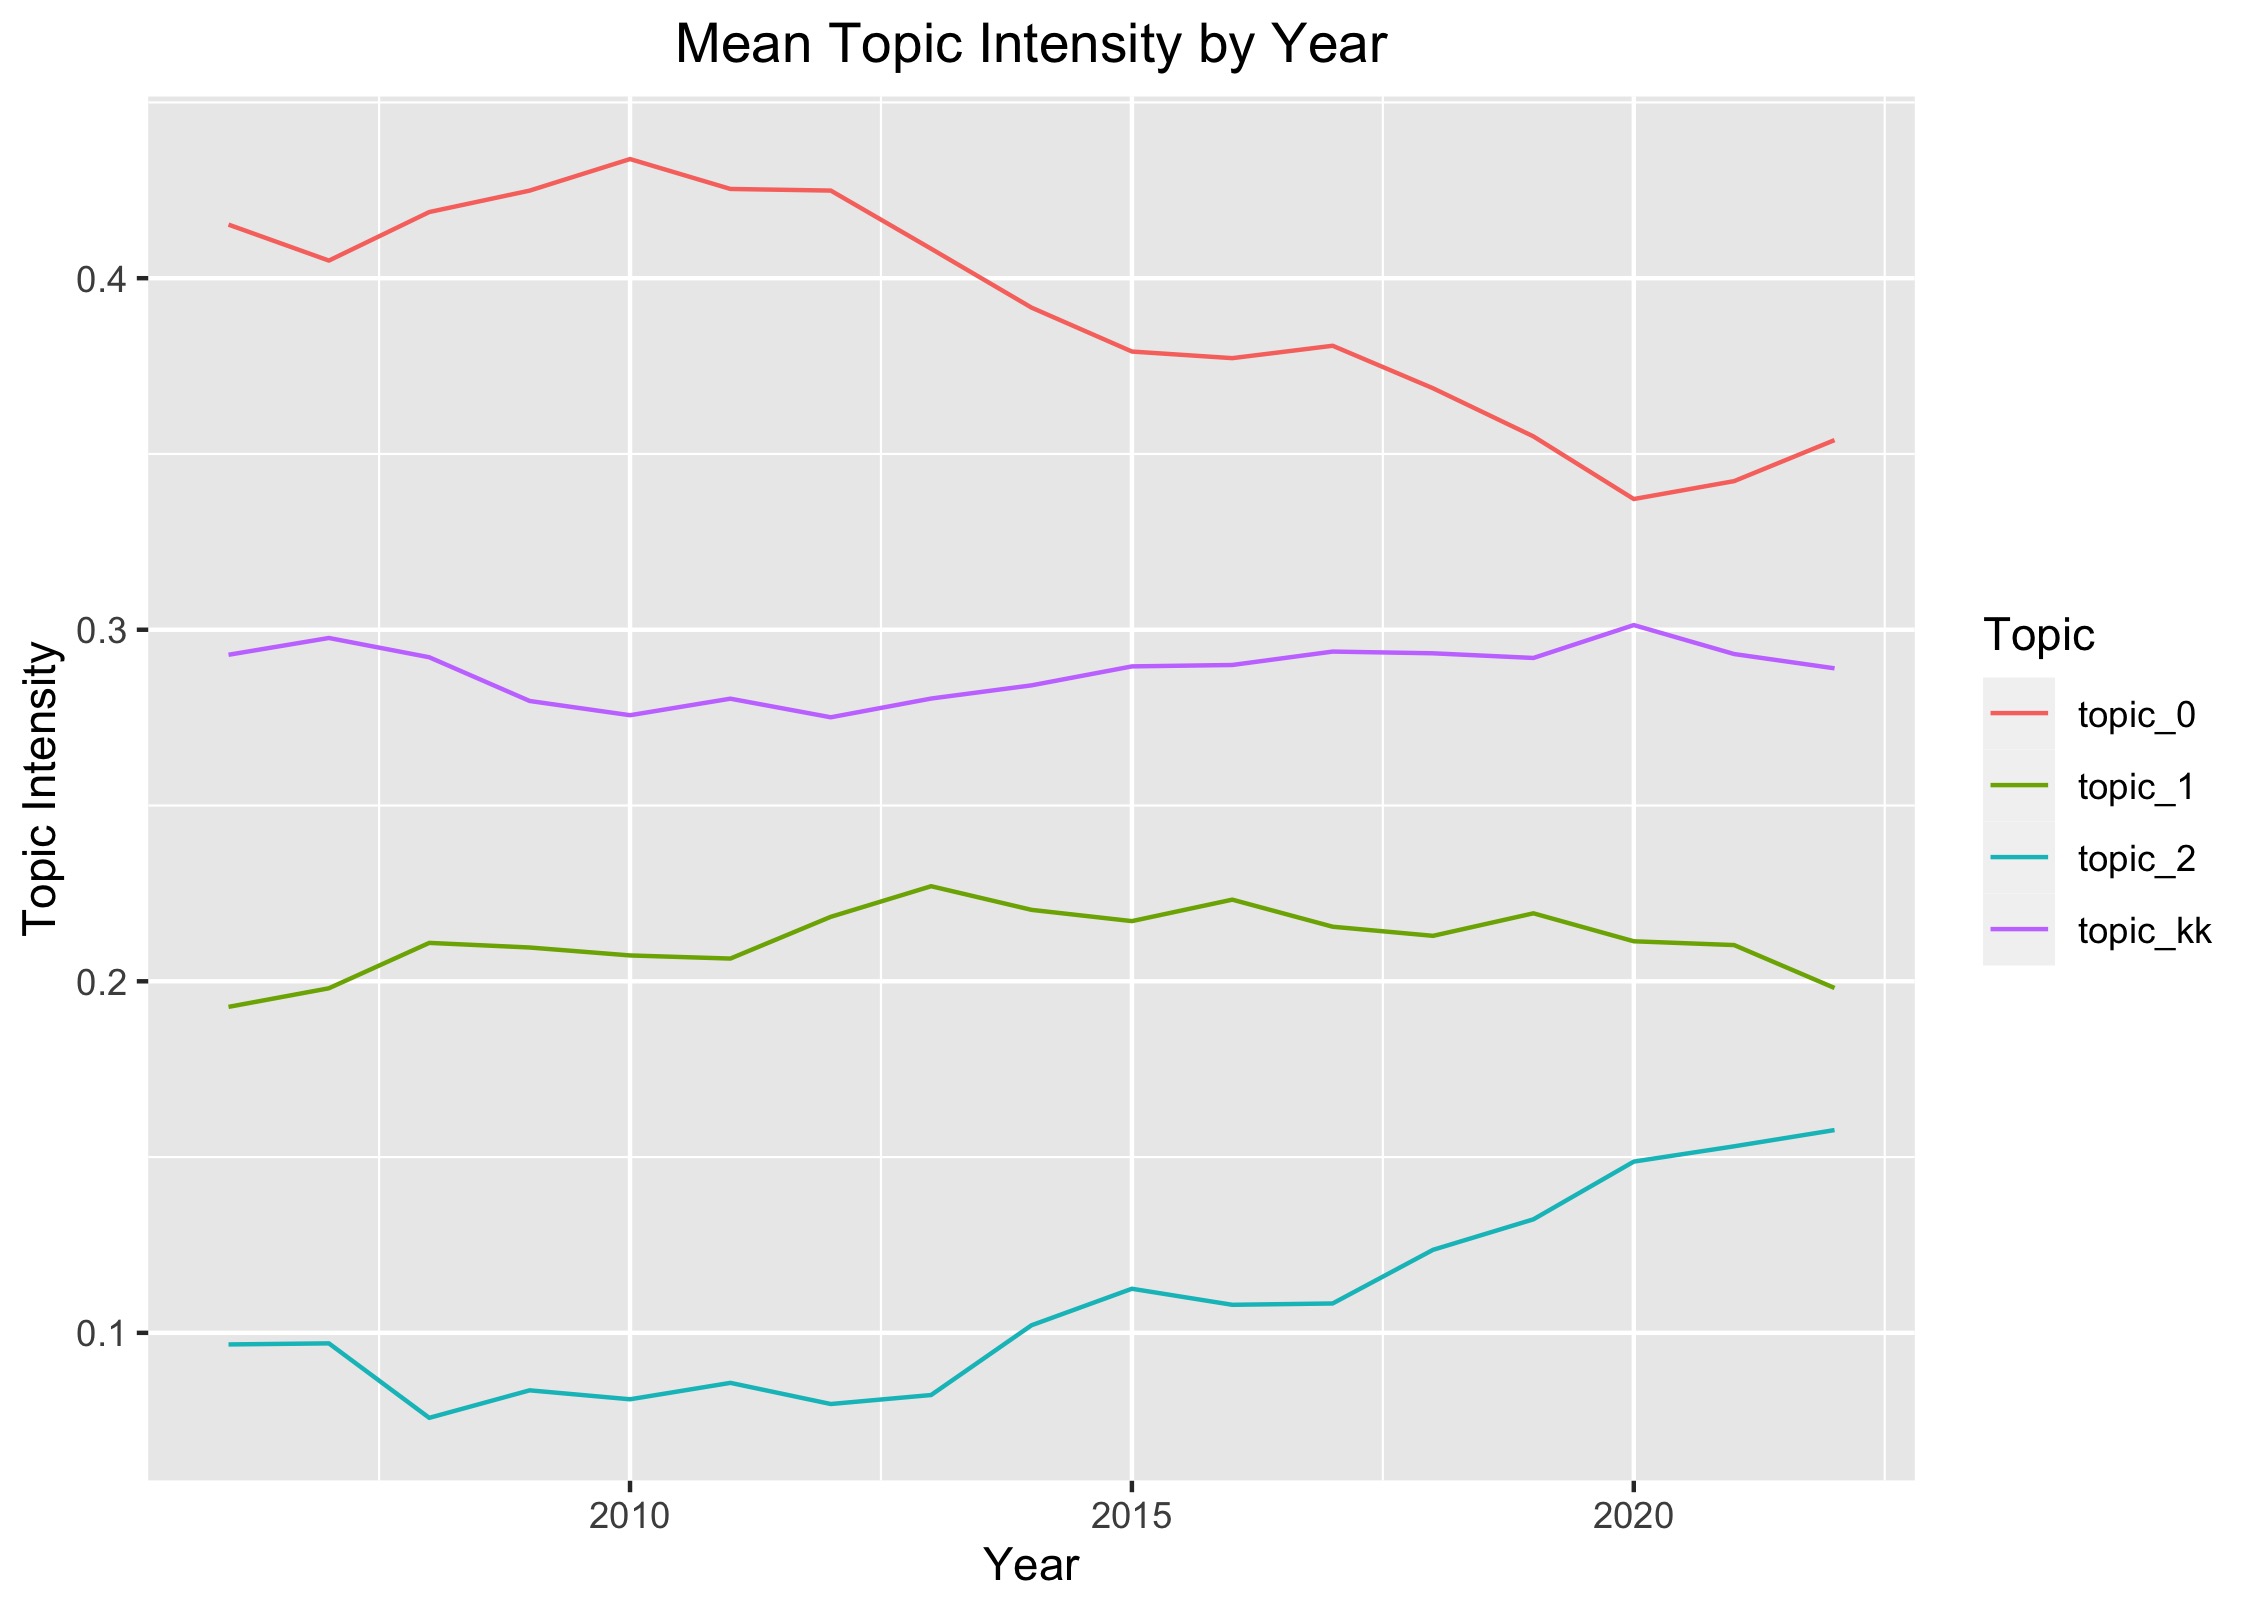 Mean Topic Intensity by Year
Topic Intensity
0.4
0.3
0.2
0.1
2010 2015 2020
Year
Topic
topic_0
topic_1
topic_2
topic_kk